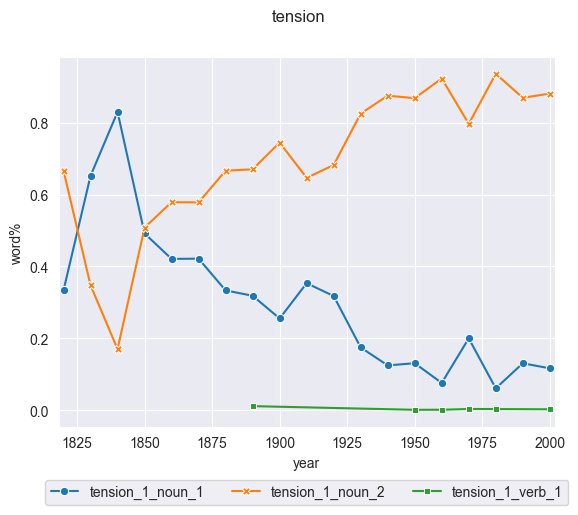 tension
word%
0.8
0.6
0.4
0.2
0.0
1825 1850 1875 1900 1925 1950 1975 2000
year
tension_1_noun_1 tension_1_noun_2 tension_1_verb_1